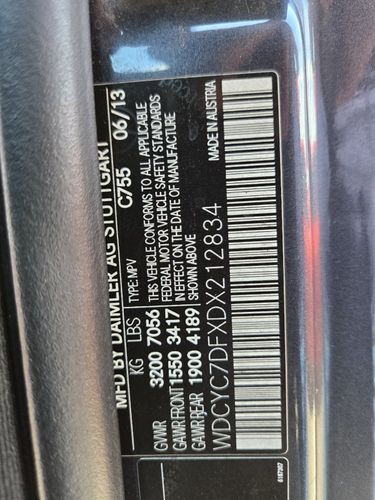 MFD BY DAIMLER AG STUTTGART
C755 06/13
KG LBS TYPE: MPV
GVWR 3200 7056 THIS VEHICLE CONFORMS TO ALL APPLICABLE
GAWR FRONT 1550 3417 FEDERAL MOTOR VEHICLE SAFETY STANDARDS
GAWR REAR 1900 4189 IN EFFECT ON THE DATE OF MANUFACTURE
SHOWN ABOVE MADE IN AUSTRIA
WDCYC7DFXDX212834